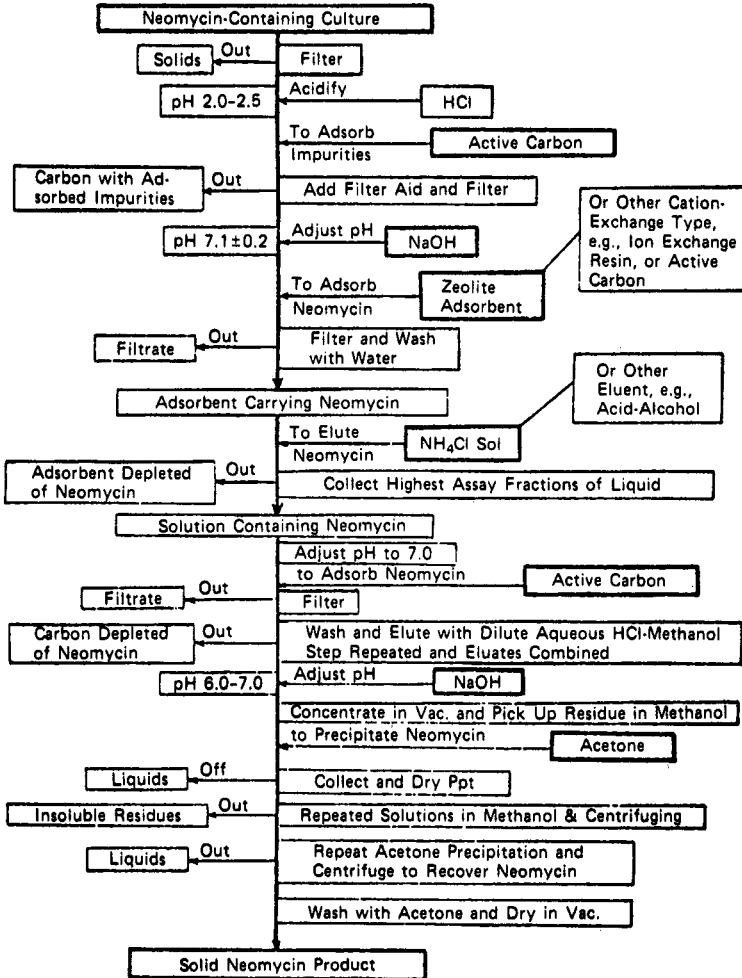 Neomycin-Containing Culture
Solids
Out
Filter
pH 2.0-2.5
Acidify
HCl
To Adsorb
Impurities
Active Carbon
Carbon with Ad-
sorbed Impurities
Out
Add Filter Aid and Filter
Or Other Cation-
Exchange Type,
e.g., Ion Exchange
Resin, or Active
Carbon
pH 7.1±0.2
Adjust pH
NaOH
To Adsorb
Neomycin
Zeolite
Adsorbent
Filtrate
Out
Filter and Wash
with Water
Or Other
Eluent, e.g.,
Acid-Alcohol
Adsorbent Carrying Neomycin
To Elute
Neomycin
NH4Cl Sol
Adsorbent Depleted
of Neomycin
Out
Collect Highest Assay Fractions of Liquid
Solution Containing Neomycin
Adjust pH to 7.0
to Adsorb Neomycin
Active Carbon
Filtrate
Out
Filter
Carbon Depleted
of Neomycin
Out
Wash and Elute with Dilute Aqueous HCl-Methanol
Step Repeated and Eluates Combined
pH 6.0-7.0
Adjust pH
NaOH
Concentrate in Vac. and Pick Up Residue in Methanol
to Precipitate Neomycin
Acetone
Liquids
Off
Collect and Dry Ppt
Insoluble Residues
Out
Repeated Solutions in Methanol & Centrifuging
Liquids
Out
Repeat Acetone Precipitation and
Centrifuge to Recover Neomycin
Wash with Acetone and Dry in Vac.
Solid Neomycin Product